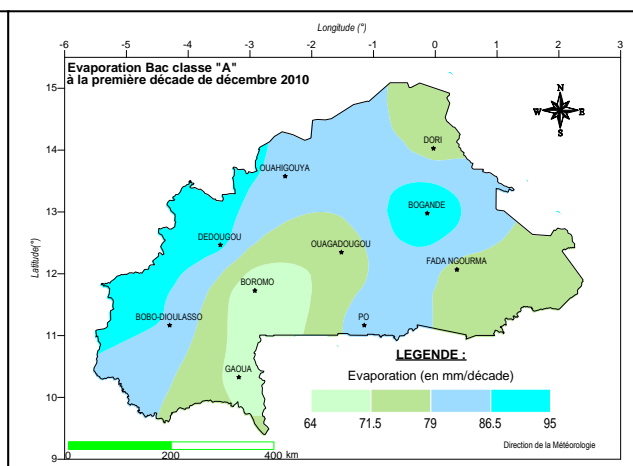 Longitude (°)
-6 -5 -4 -3 -2 -1 0 1 2 3
Evaporation Bac classe "A"
à la première décade de décembre 2010
15
N
W E
S
14
DORI
OUAHIGOUYA
13
BOGANDE
DEDOUGOU
OUAGADOUGOU
Latitude(°)
FADA NGOURMA
12
BOROMO
BOBO-DIOULASSO
PO
11
LEGENDE :
GAOUA
Evaporation (en mm/décade)
10
64 71.5 79 86.5 95
Direction de la Météorologie
9
0 200 400 km